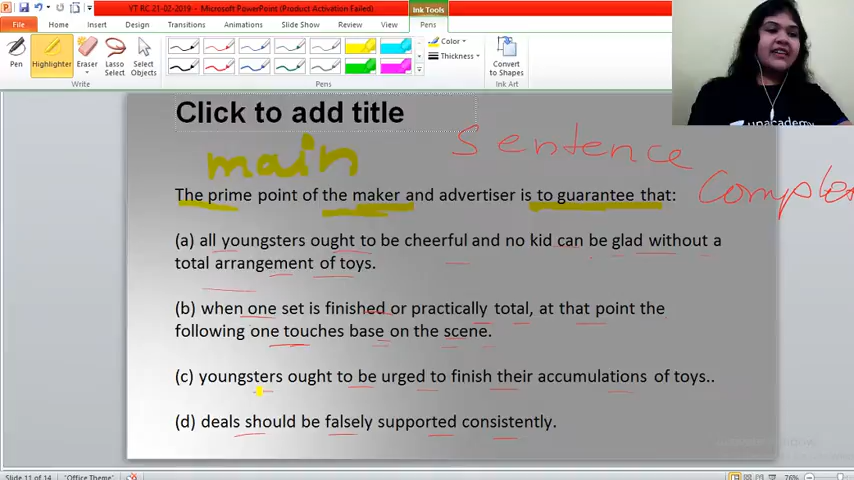 YT RC.21-02-2019 - Microsoft PowerPoint (Product Activation Failed)
Ink Tools
File Home Insert Design Transitions Animations Slide Show Review View Pens
Pen Highlighter Eraser Lasso Select Select Objects
Color
Thickness
Convert to Shapes
Write Pens Ink Art
unacademy
Click to add title
main
Sentence
Comple
The prime point of the maker and advertiser is to guarantee that:
(a) all youngsters ought to be cheerful and no kid can be glad without a
total arrangement of toys.
(b) when one set is finished or practically total, at that point the
following one touches base on the scene.
(c) youngsters ought to be urged to finish their accumulations of toys..
(d) deals should be falsely supported consistently.
Slide 11 of 14 "Office Theme" 76%